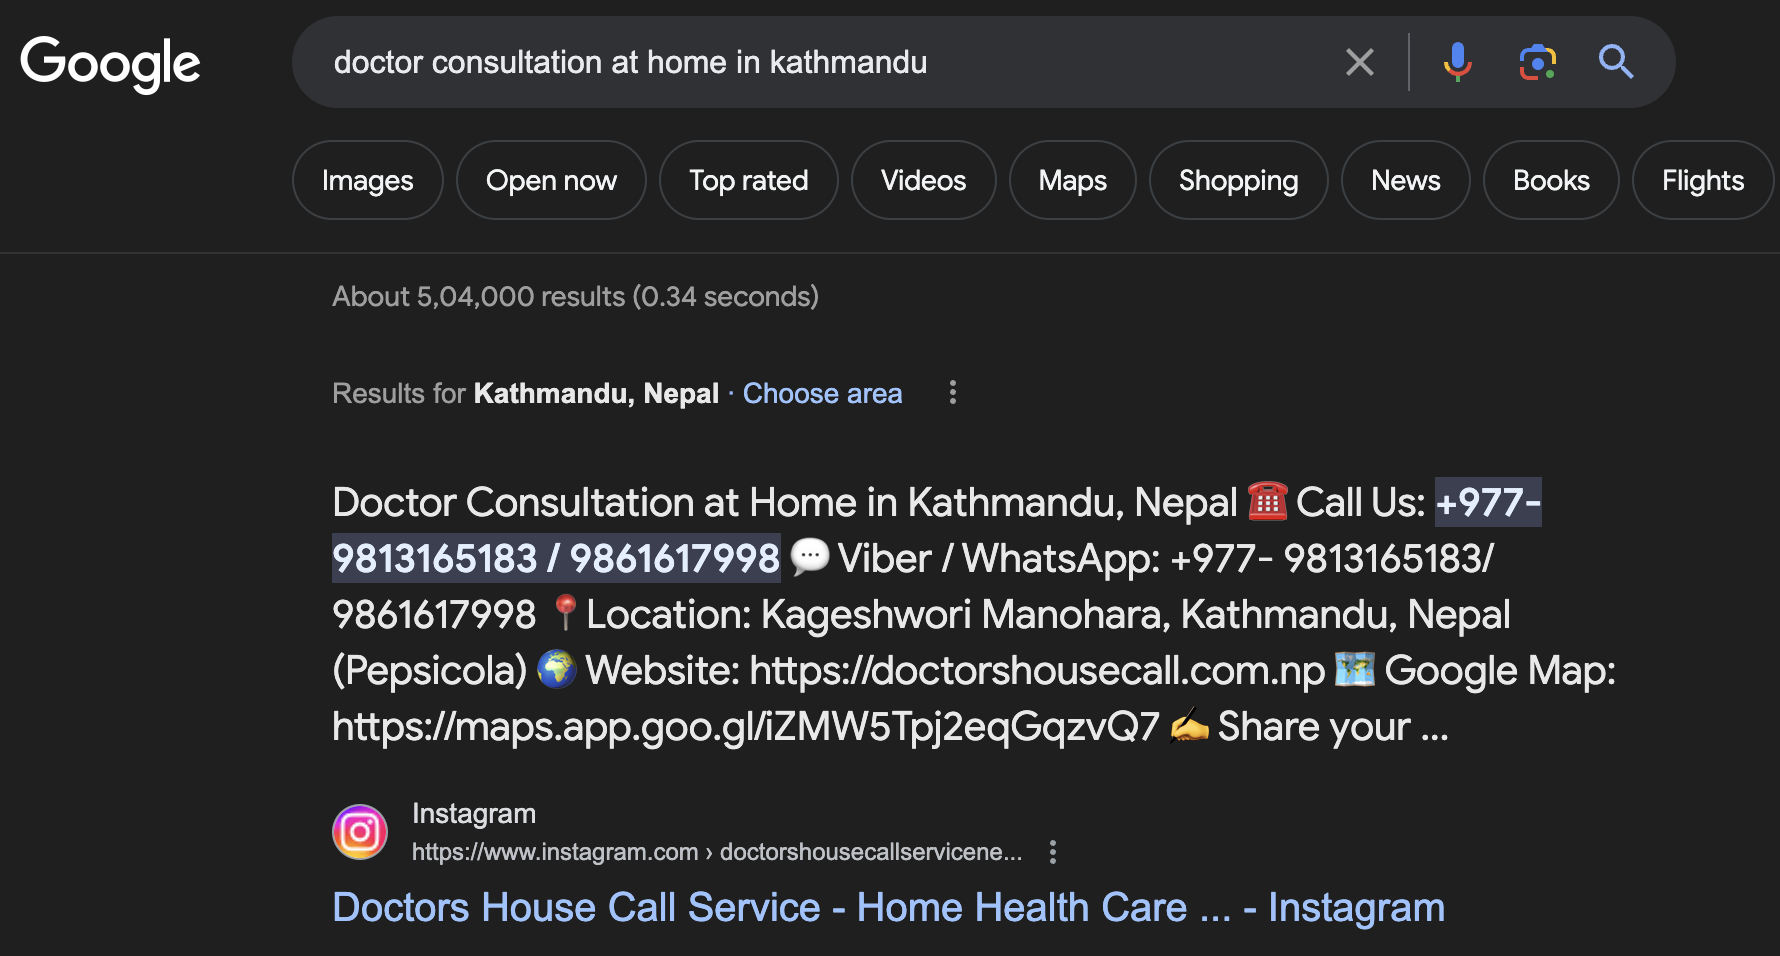 Google
doctor consultation at home in kathmandu
Images
Open now
Top rated
Videos
Maps
Shopping
News
Books
Flights
About 5,04,000 results (0.34 seconds)
Results for Kathmandu, Nepal · Choose area
Doctor Consultation at Home in Kathmandu, Nepal ☎️ Call Us: +977-
9813165183 / 9861617998 💬 Viber / WhatsApp: +977- 9813165183/
9861617998 📍 Location: Kageshwori Manohara, Kathmandu, Nepal
(Pepsicola) 🌍 Website: https://doctorshousecall.com.np 🗺️ Google Map:
https://maps.app.goo.gl/iZMW5Tpj2eqGqzvQ7 ✍️ Share your ...
Instagram
https://www.instagram.com › doctorshousecallservicene...
Doctors House Call Service - Home Health Care ... - Instagram